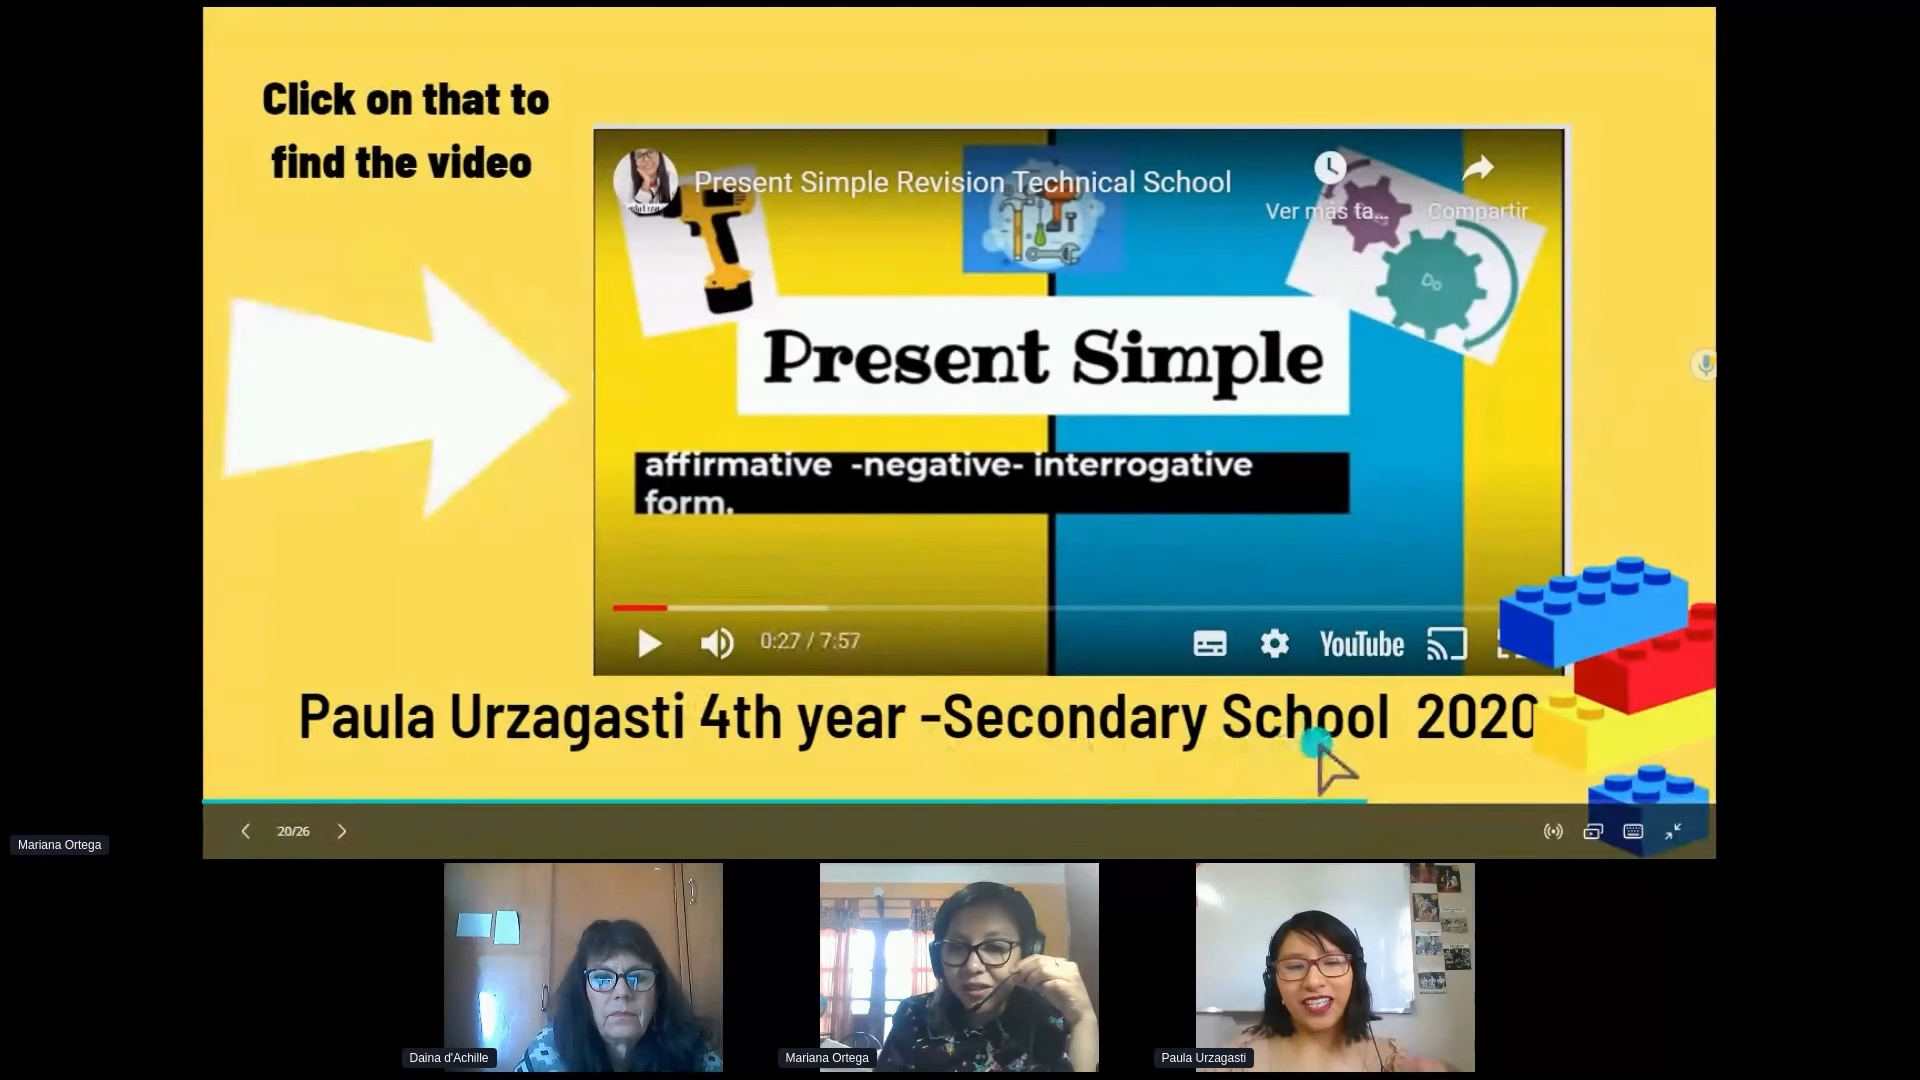 Click on that to
find the video
Present Simple Revision Technical School
Ver más ta...
Compartir
Do
Present Simple
affirmative -negative- interrogative
form.
0:27 / 7:57
YouTube
Paula Urzagasti 4th year -Secondary School 2020
20/26
Mariana Ortega
Daina d'Achille
Mariana Ortega
Paula Urzagasti